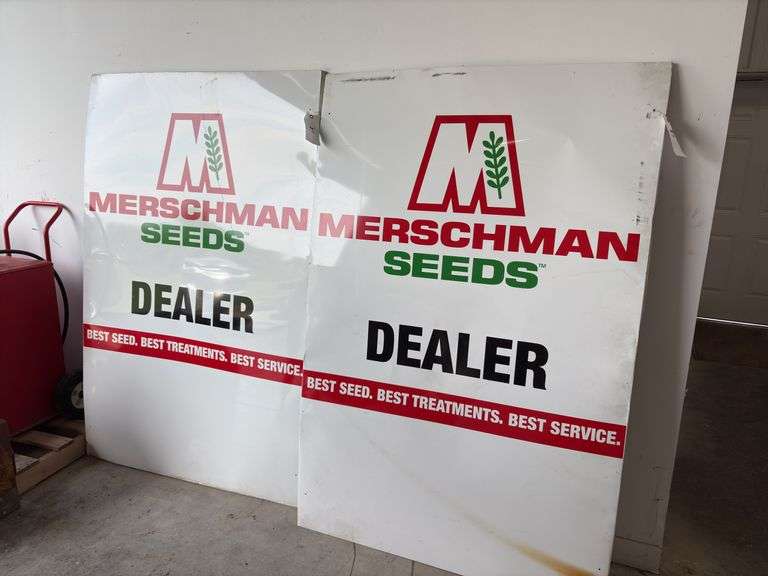 M
MERSCHMAN
SEEDS™
DEALER
BEST SEED. BEST TREATMENTS. BEST SERVICE.
M
MERSCHMAN
SEEDS™
DEALER
BEST SEED. BEST TREATMENTS. BEST SERVICE.